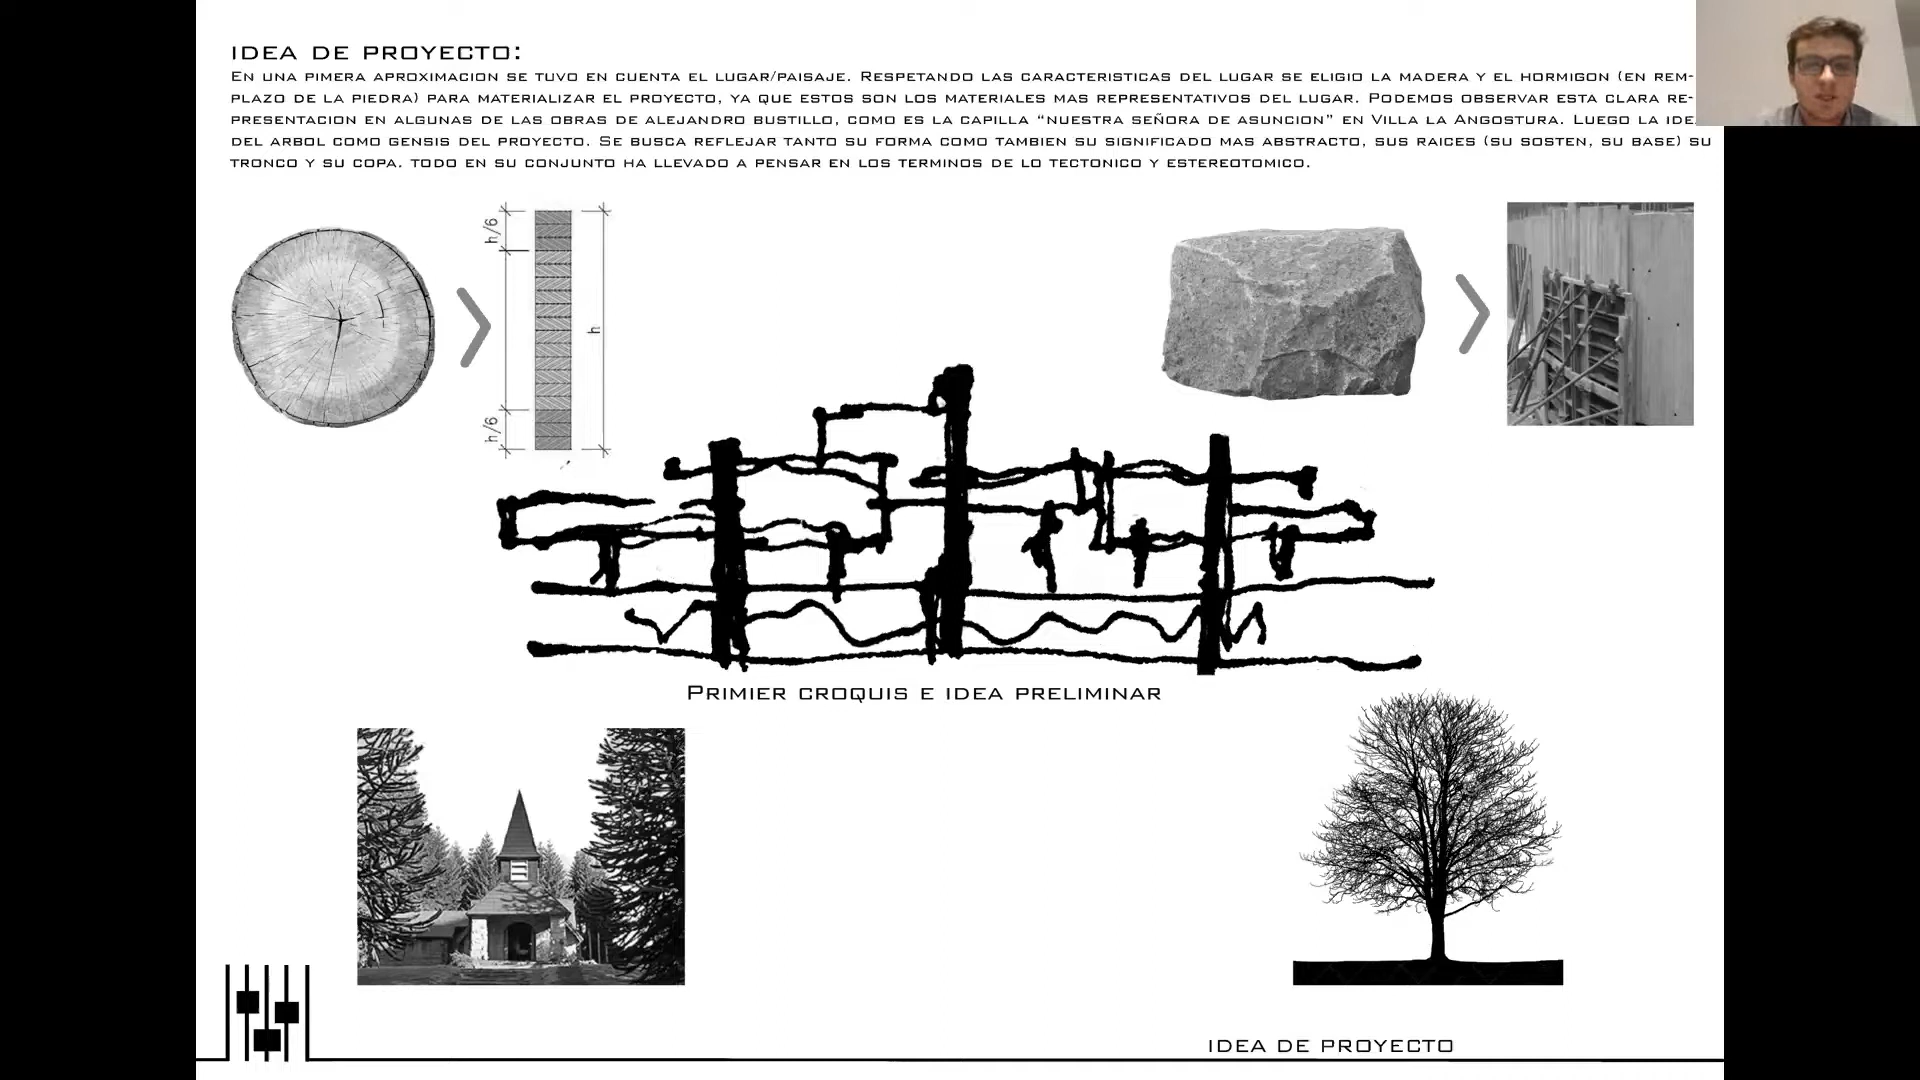 IDEA DE PROYECTO:
EN UNA PIMERA APROXIMACION SE TUVO EN CUENTA EL LUGAR/PAISAJE. RESPETANDO LAS CARACTERISTICAS DEL LUGAR SE ELIGIO LA MADERA Y EL HORMIGON (EN REM-
PLAZO DE LA PIEDRA) PARA MATERIALIZAR EL PROYECTO, YA QUE ESTOS SON LOS MATERIALES MAS REPRESENTATIVOS DEL LUGAR. PODEMOS OBSERVAR ESTA CLARA RE-
PRESENTACION EN ALGUNAS DE LAS OBRAS DE ALEJANDRO BUSTILLO, COMO ES LA CAPILLA “NUESTRA SEÑORA DE ASUNCION” EN VILLA LA ANGOSTURA. LUEGO LA IDE
DEL ARBOL COMO GENSIS DEL PROYECTO. SE BUSCA REFLEJAR TANTO SU FORMA COMO TAMBIEN SU SIGNIFICADO MAS ABSTRACTO, SUS RAICES (SU SOSTEN, SU BASE) SU
TRONCO Y SU COPA. TODO EN SU CONJUNTO HA LLEVADO A PENSAR EN LOS TERMINOS DE LO TECTONICO Y ESTEREOTOMICO.
h/6
h
h/6
PRIMIER CROQUIS E IDEA PRELIMINAR
IDEA DE PROYECTO